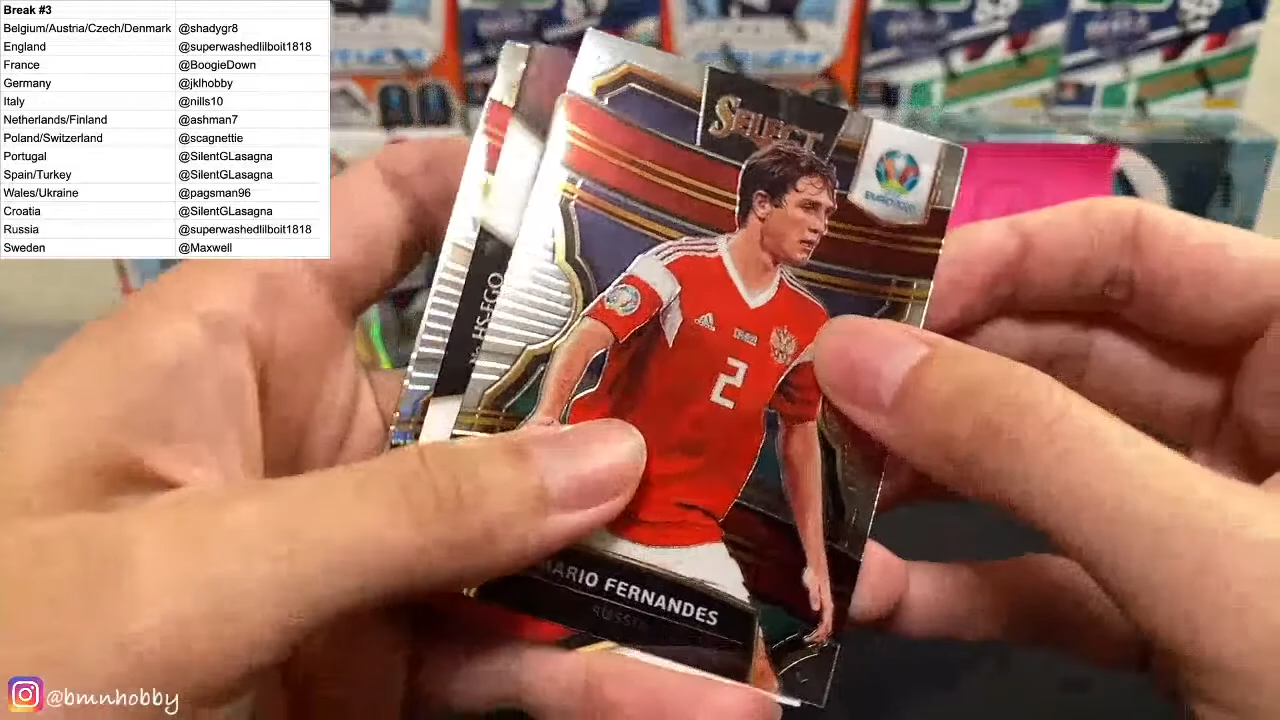 Break #3
Belgium/Austria/Czech/Denmark @shadygr8
England @superwashedlilboit1818
France @BoogieDown
Germany @jklhobby
Italy @nills10
Netherlands/Finland @ashman7
Poland/Switzerland @scagnettie
Portugal @SilentGLasagna
Spain/Turkey @SilentGLasagna
Wales/Ukraine @pagsman96
Croatia @SilentGLasagna
Russia @superwashedlilboit1818
Sweden @Maxwell
SELECT
EURO2020
2
MARIO FERNANDES
RUSSIA
@bmnhobby